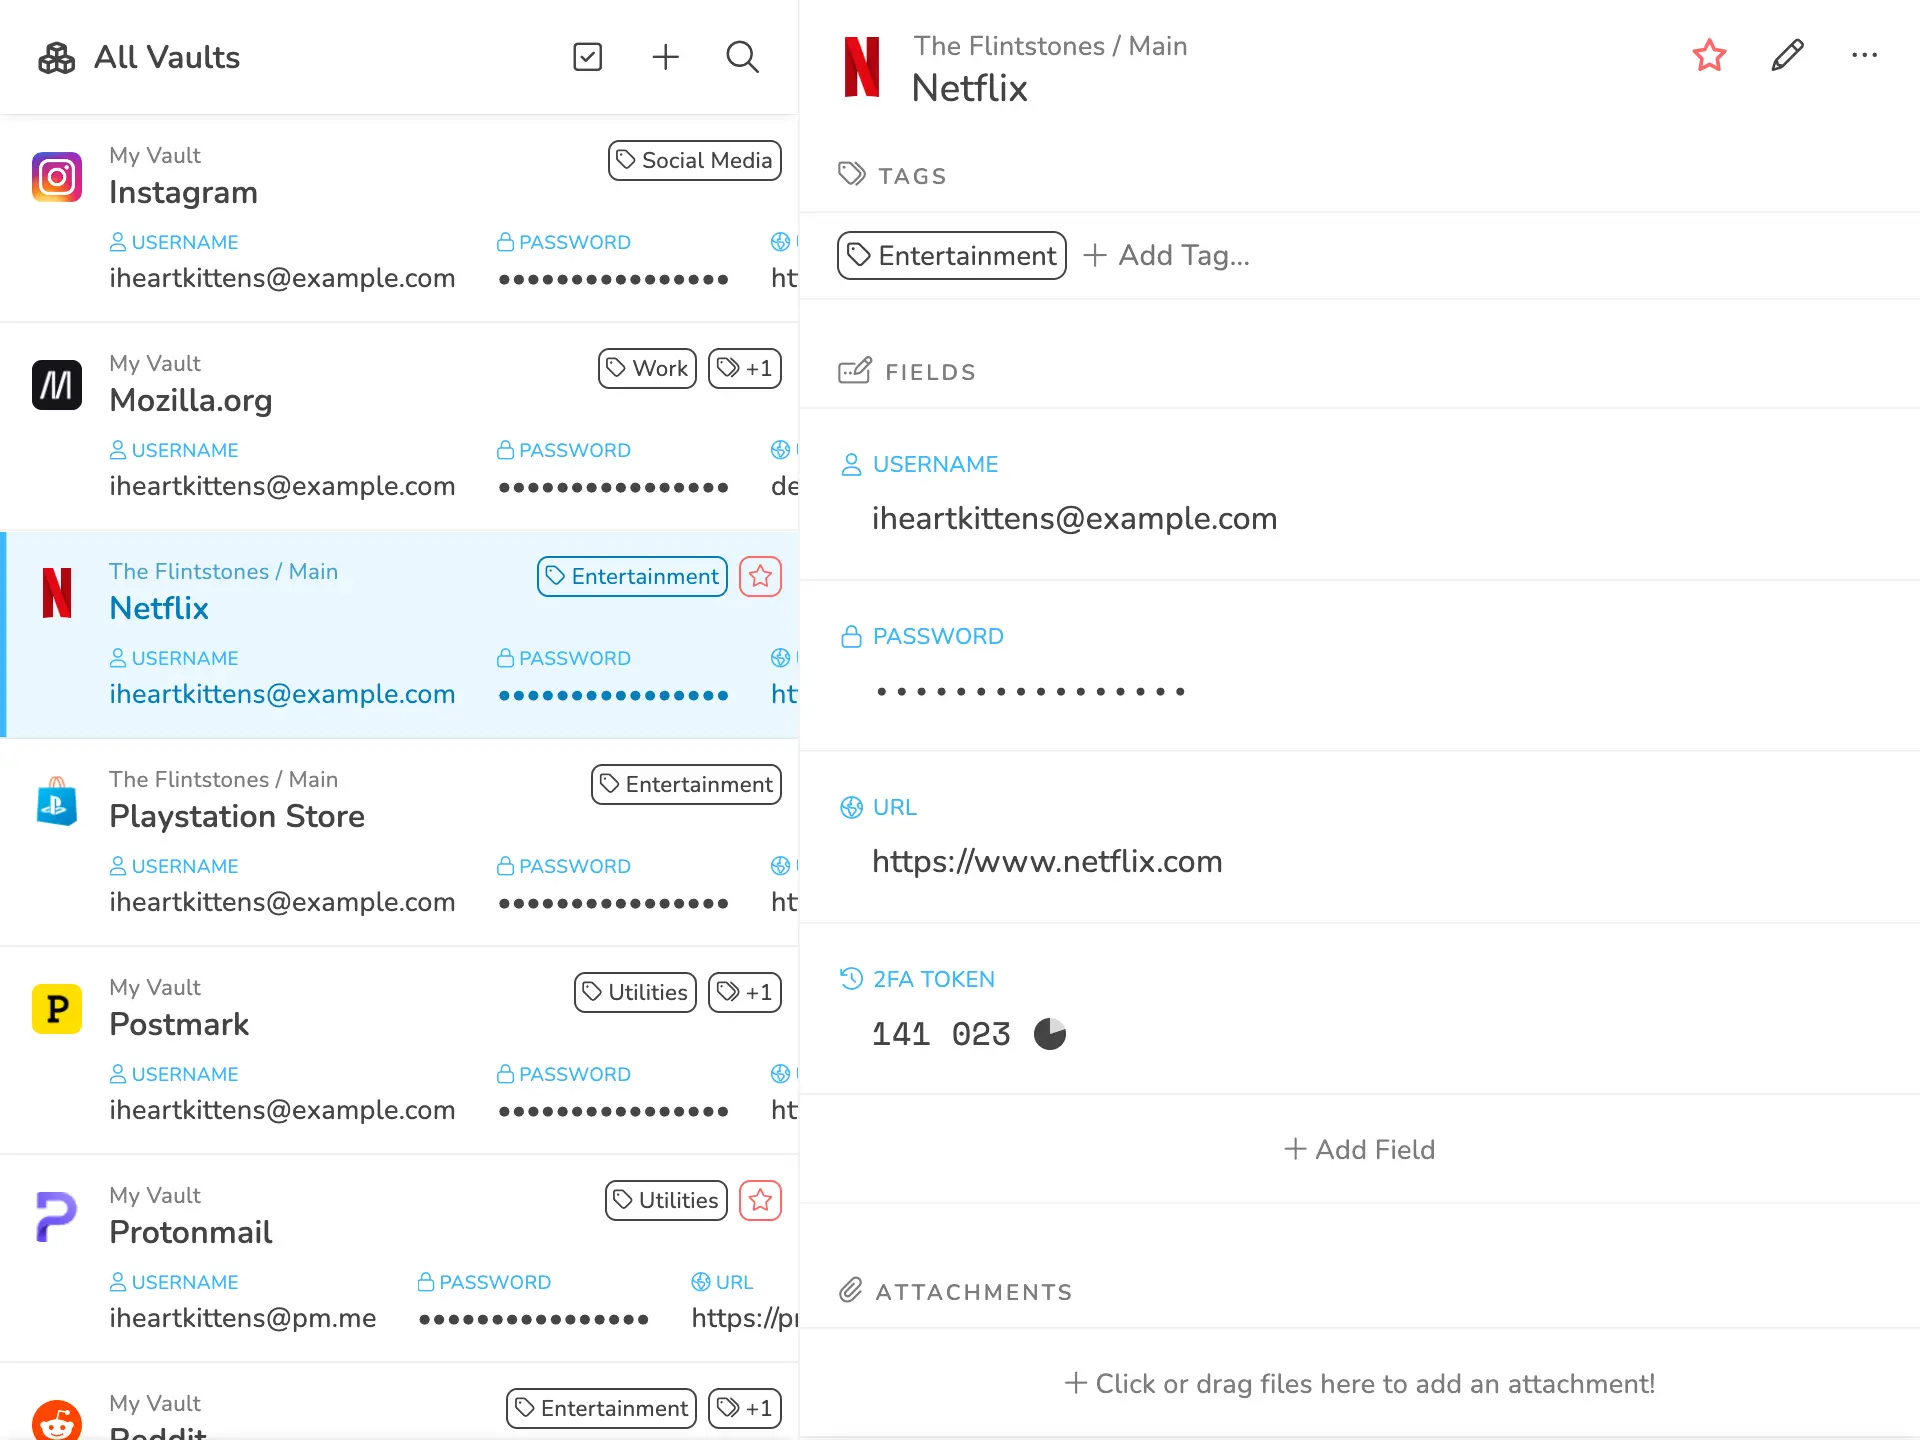 All Vaults
My Vault
Instagram
Social Media
USERNAME
PASSWORD
iheartkittens@example.com
••••••••••••••••
ht
My Vault
Mozilla.org
Work
+1
USERNAME
PASSWORD
iheartkittens@example.com
••••••••••••••••
de
The Flintstones / Main
Netflix
Entertainment
USERNAME
PASSWORD
iheartkittens@example.com
••••••••••••••••
ht
The Flintstones / Main
Playstation Store
Entertainment
USERNAME
PASSWORD
iheartkittens@example.com
••••••••••••••••
ht
My Vault
Postmark
Utilities
+1
USERNAME
PASSWORD
iheartkittens@example.com
••••••••••••••••
ht
My Vault
Protonmail
Utilities
USERNAME
PASSWORD
URL
iheartkittens@pm.me
••••••••••••••••
https://pr
My Vault
Reddit
Entertainment
+1
The Flintstones / Main
Netflix
TAGS
Entertainment
Add Tag...
FIELDS
USERNAME
iheartkittens@example.com
PASSWORD
••••••••••••••••
URL
https://www.netflix.com
2FA TOKEN
141 023
Add Field
ATTACHMENTS
Click or drag files here to add an attachment!